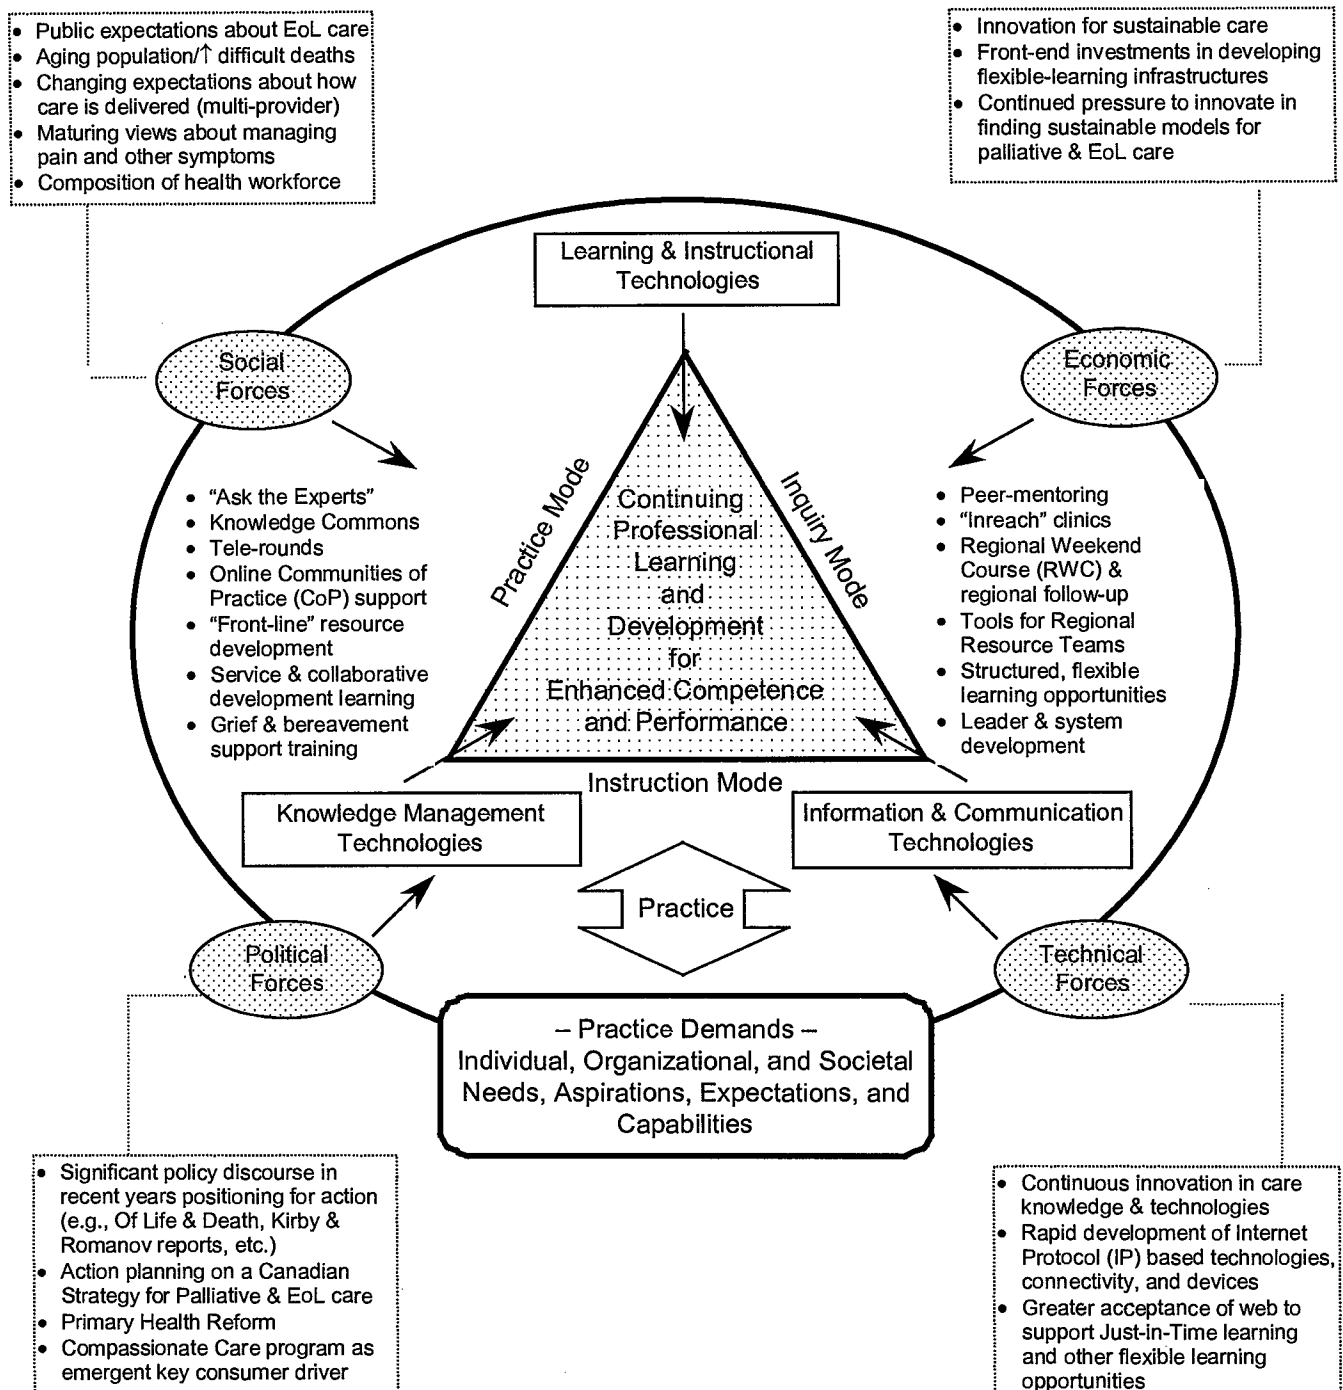 • Public expectations about EoL care
• Aging population/↑ difficult deaths
• Changing expectations about how
care is delivered (multi-provider)
• Maturing views about managing
pain and other symptoms
• Composition of health workforce
• Innovation for sustainable care
• Front-end investments in developing
flexible-learning infrastructures
• Continued pressure to innovate in
finding sustainable models for
palliative & EoL care
Learning & Instructional
Technologies
Social
Forces
Economic
Forces
Practice Mode
Inquiry Mode
Continuing
Professional
Learning
and
Development
for
Enhanced Competence
and Performance
Instruction Mode
• “Ask the Experts”
• Knowledge Commons
• Tele-rounds
• Online Communities of
Practice (CoP) support
• “Front-line” resource
development
• Service & collaborative
development learning
• Grief & bereavement
support training
• Peer-mentoring
• “Inreach” clinics
• Regional Weekend
Course (RWC) &
regional follow-up
• Tools for Regional
Resource Teams
• Structured, flexible
learning opportunities
• Leader & system
development
Knowledge Management
Technologies
Information & Communication
Technologies
Practice
Political
Forces
Technical
Forces
– Practice Demands –
Individual, Organizational, and Societal
Needs, Aspirations, Expectations, and
Capabilities
• Significant policy discourse in
recent years positioning for action
(e.g., Of Life & Death, Kirby &
Romanov reports, etc.)
• Action planning on a Canadian
Strategy for Palliative & EoL care
• Primary Health Reform
• Compassionate Care program as
emergent key consumer driver
• Continuous innovation in care
knowledge & technologies
• Rapid development of Internet
Protocol (IP) based technologies,
connectivity, and devices
• Greater acceptance of web to
support Just-in-Time learning
and other flexible learning
opportunities